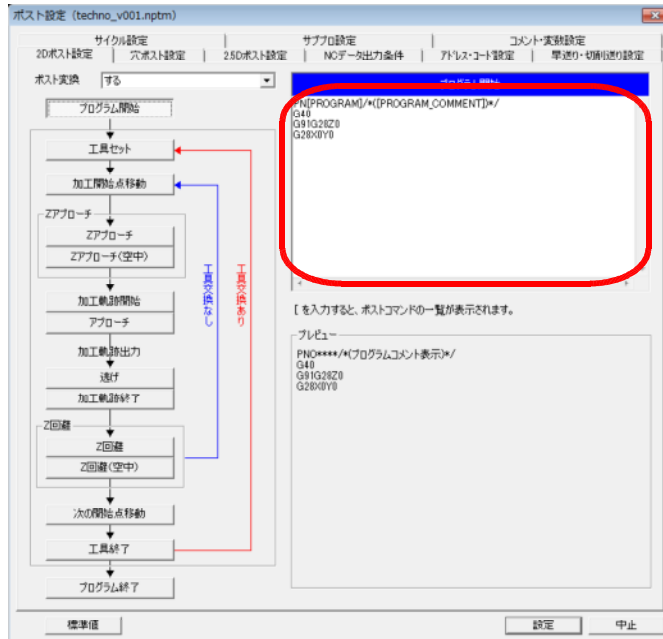 ポスト設定 (techno_v001.nptm)
サイクル設定 サブプロ設定 コメント・変数設定
2Dポスト設定 穴ポスト設定 2.5Dポスト設定 NCデータ出力条件 アドレス・コード設定 早送り・切削送り設定
ポスト変換 する
プログラム開始
プログラム開始
PN[PROGRAM]/*([PROGRAM_COMMENT])*/
G40
G91G28Z0
G28X0Y0
工具セット
加工開始点移動
Zアプローチ
Zアプローチ
Zアプローチ(空中)
工具交換なし
工具交換あり
加工軌跡開始
アプローチ
加工軌跡出力
逃げ
加工軌跡終了
Z回避
Z回避
Z回避(空中)
次の開始点移動
工具終了
プログラム終了
[ を入力すると、ポストコマンドの一覧が表示されます。
プレビュー
PNO****/*(プログラムコメント表示)*/
G40
G91G28Z0
G28X0Y0
標準値 設定 中止